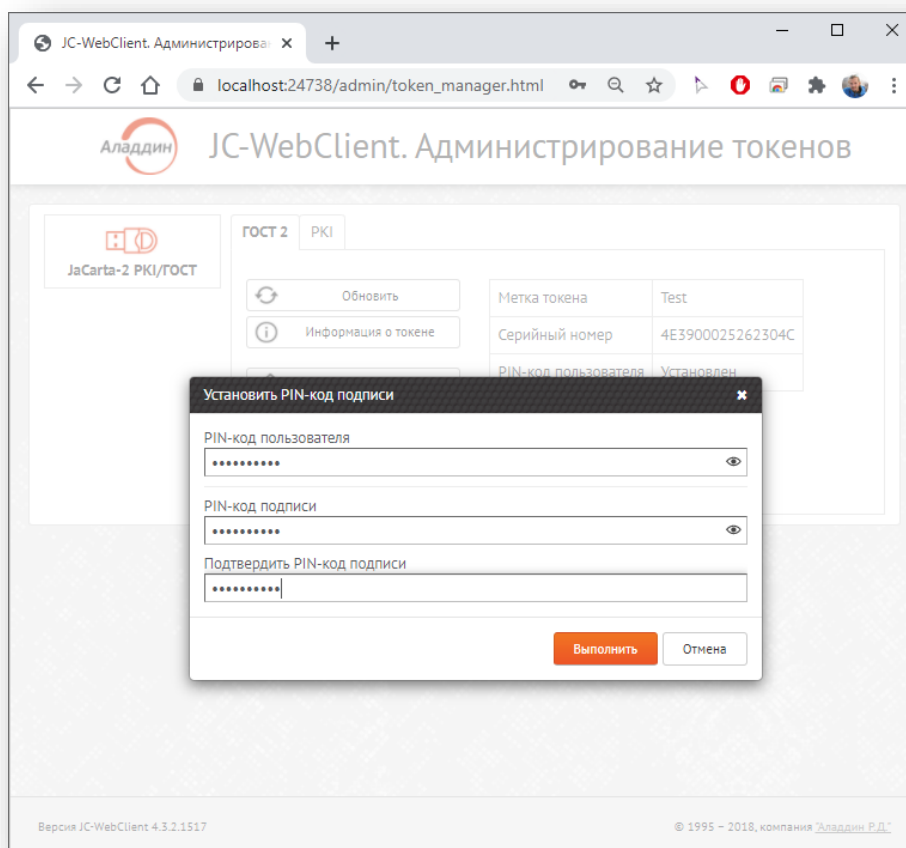 JC-WebClient. Администрирова
localhost:24738/admin/token_manager.html
Аладдин
JC-WebClient. Администрирование токенов
JaCarta-2 PKI/ГОСТ
ГОСТ 2 PKI
Обновить
Информация о токене
Метка токена Test
Серийный номер 4E3900025262304C
PIN-код пользователя Установлен
Установить PIN-код подписи
PIN-код пользователя
••••••••••
PIN-код подписи
••••••••••
Подтвердить PIN-код подписи
••••••••••
Выполнить Отмена
Версия JC-WebClient 4.3.2.1517
© 1995 – 2018, компания "Аладдин Р.Д."